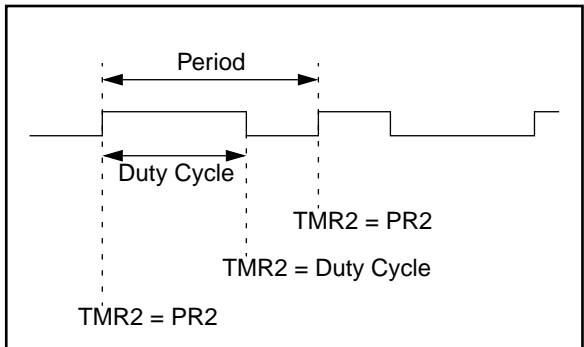 Period
Duty Cycle
TMR2 = PR2
TMR2 = Duty Cycle
TMR2 = PR2